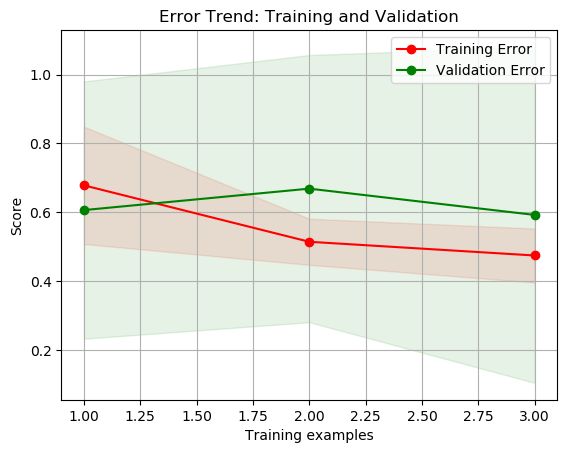 Error Trend: Training and Validation
Training Error
Validation Error
1.0
0.8
0.6
0.4
0.2
Score
1.00
1.25
1.50
1.75
2.00
2.25
2.50
2.75
3.00
Training examples